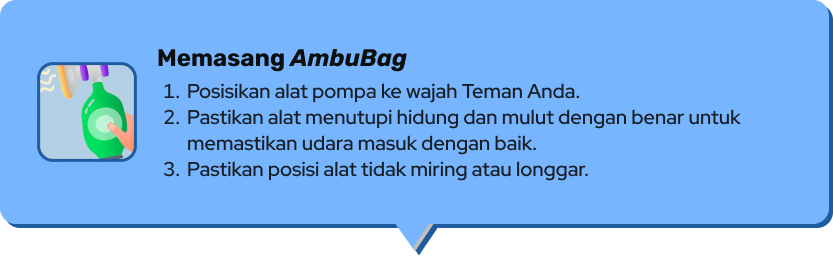 Memasang AmbuBag
1. Posisikan alat pompa ke wajah Teman Anda.
2. Pastikan alat menutupi hidung dan mulut dengan benar untuk
memastikan udara masuk dengan baik.
3. Pastikan posisi alat tidak miring atau longgar.